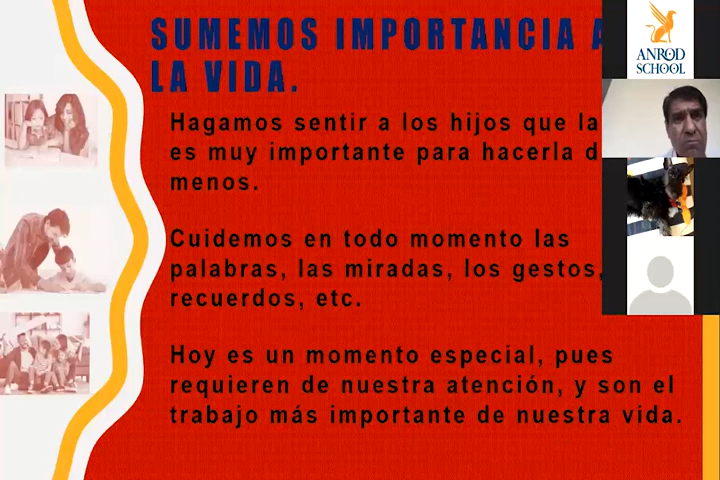 SUMEMOS IMPORTANCIA A
LA VIDA.
Hagamos sentir a los hijos que la
es muy importante para hacerla
menos.
Cuidemos en todo momento las
palabras, las miradas, los gestos,
recuerdos, etc.
Hoy es un momento especial, pues
requieren de nuestra atención, y son el
trabajo más importante de nuestra vida.
ANROD
SCHOOL